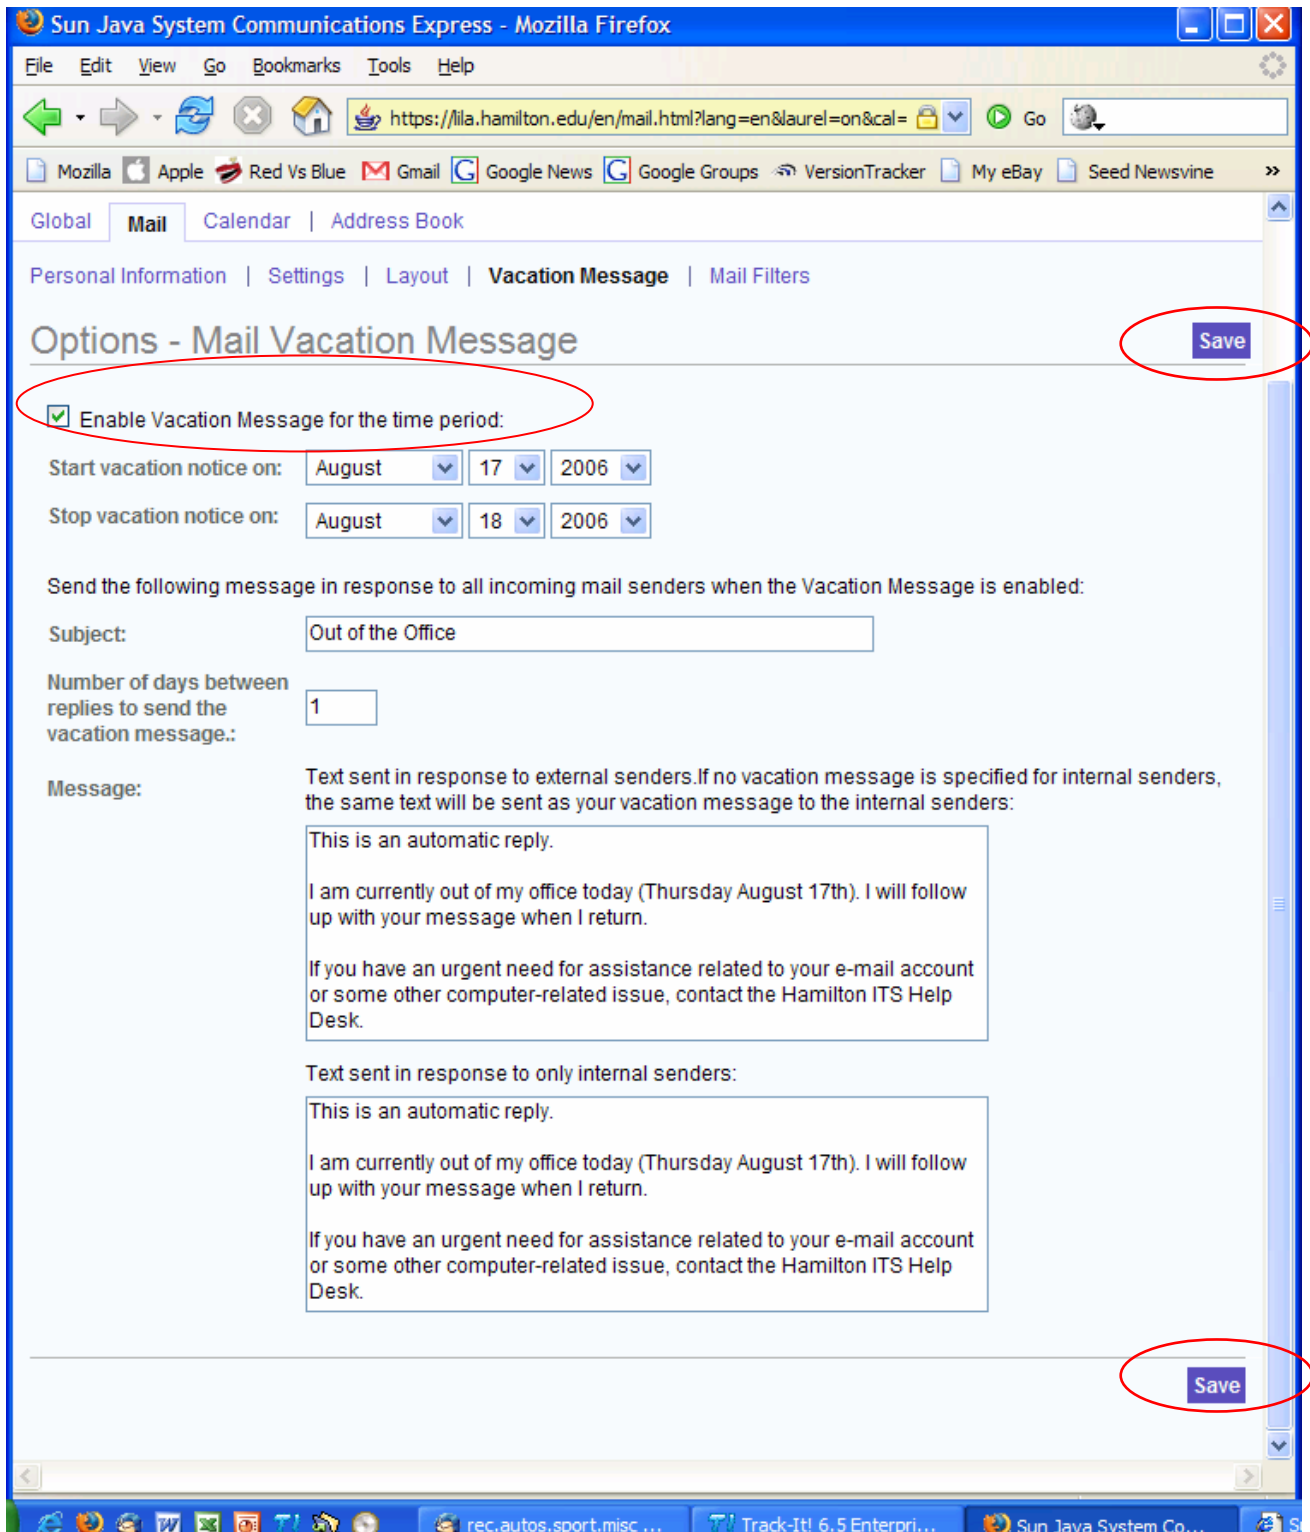 Sun Java System Communications Express - Mozilla Firefox
File Edit View Go Bookmarks Tools Help
https://lila.hamilton.edu/en/mail.html?lang=en&laurel=on&cal= Go
Mozilla Apple Red Vs Blue Gmail Google News Google Groups VersionTracker My eBay Seed Newsvine »
Global Mail Calendar | Address Book
Personal Information | Settings | Layout | Vacation Message | Mail Filters
Options - Mail Vacation Message Save
Enable Vacation Message for the time period:
Start vacation notice on: August 17 2006
Stop vacation notice on: August 18 2006
Send the following message in response to all incoming mail senders when the Vacation Message is enabled:
Subject: Out of the Office
Number of days between
replies to send the
vacation message.: 1
Message: Text sent in response to external senders.If no vacation message is specified for internal senders,
the same text will be sent as your vacation message to the internal senders:
This is an automatic reply.
I am currently out of my office today (Thursday August 17th). I will follow
up with your message when I return.
If you have an urgent need for assistance related to your e-mail account
or some other computer-related issue, contact the Hamilton ITS Help
Desk.
Text sent in response to only internal senders:
This is an automatic reply.
I am currently out of my office today (Thursday August 17th). I will follow
up with your message when I return.
If you have an urgent need for assistance related to your e-mail account
or some other computer-related issue, contact the Hamilton ITS Help
Desk.
Save
rec.autos.sport.misc ... Track-It! 6.5 Enterpri... Sun Java System Co...